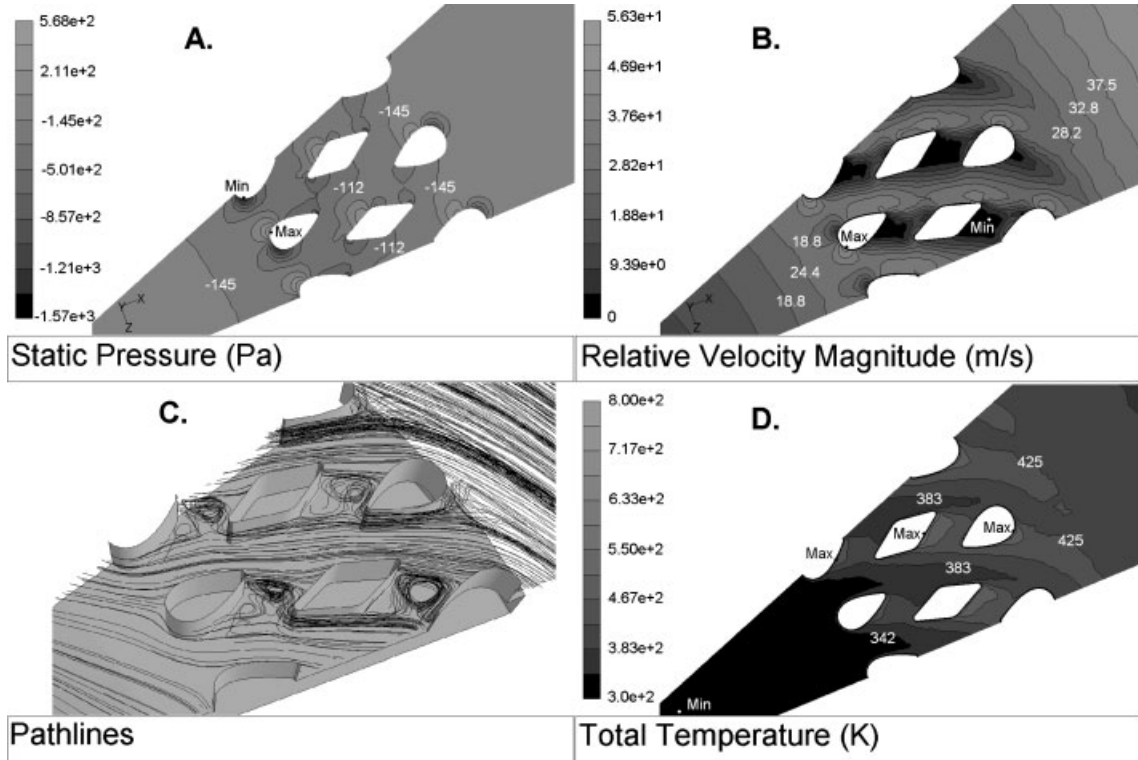 5.68e+2
2.11e+2
-1.45e+2
-5.01e+2
-8.57e+2
-1.21e+3
-1.57e+3
A.
-145
Min
-112
-145
Max
-112
-145
Y X
Z
Static Pressure (Pa)
5.63e+1
4.69e+1
3.76e+1
2.82e+1
1.88e+1
9.39e+0
0
B.
37.5
32.8
28.2
18.8
Max
Min
24.4
18.8
Y X
Z
Relative Velocity Magnitude (m/s)
C.
Pathlines
8.00e+2
7.17e+2
6.33e+2
5.50e+2
4.67e+2
3.83e+2
3.0e+2
D.
425
383
Max
Max
Max
425
383
342
Min
Total Temperature (K)